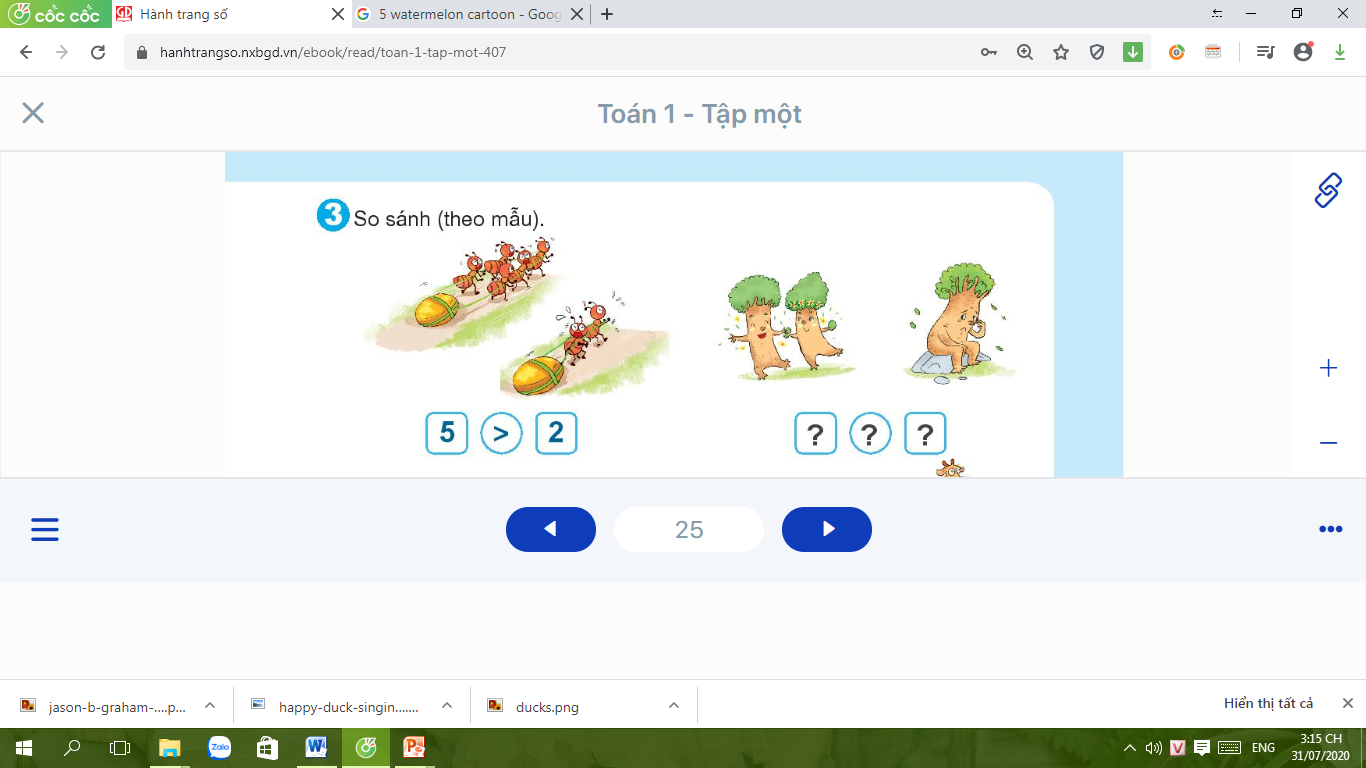 cốc cốc
Hành trang số
5 watermelon cartoon - Goog
hanhtrangso.nxbgd.vn/ebook/read/toan-1-tap-mot-407
Toán 1 - Tập một
3 So sánh (theo mẫu).
5 > 2
? ? ?
25
jason-b-graham-....p...
happy-duck-singin.......
ducks.png
Hiển thị tất cả
Zalo
ENG
3:15 CH
31/07/2020